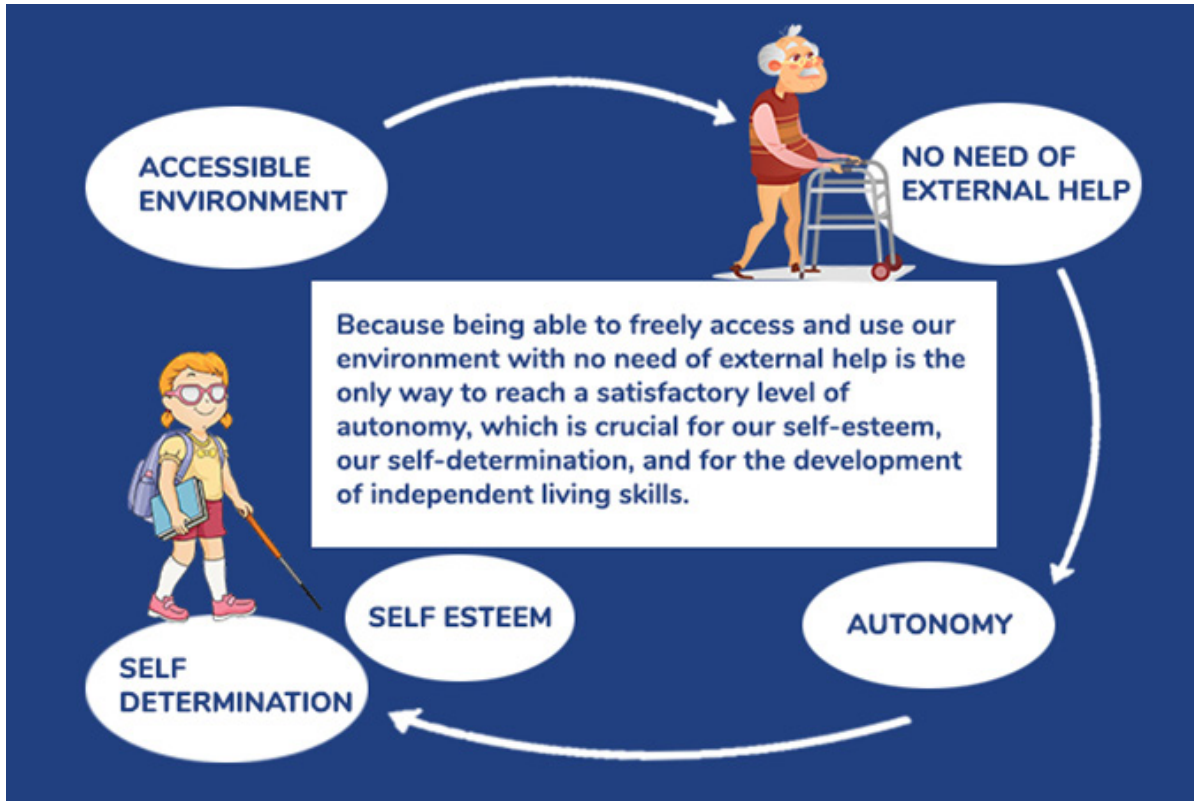 ACCESSIBLE
ENVIRONMENT
NO NEED OF
EXTERNAL HELP
Because being able to freely access and use our
environment with no need of external help is the
only way to reach a satisfactory level of
autonomy, which is crucial for our self-esteem,
our self-determination, and for the development
of independent living skills.
SELF ESTEEM
AUTONOMY
SELF
DETERMINATION